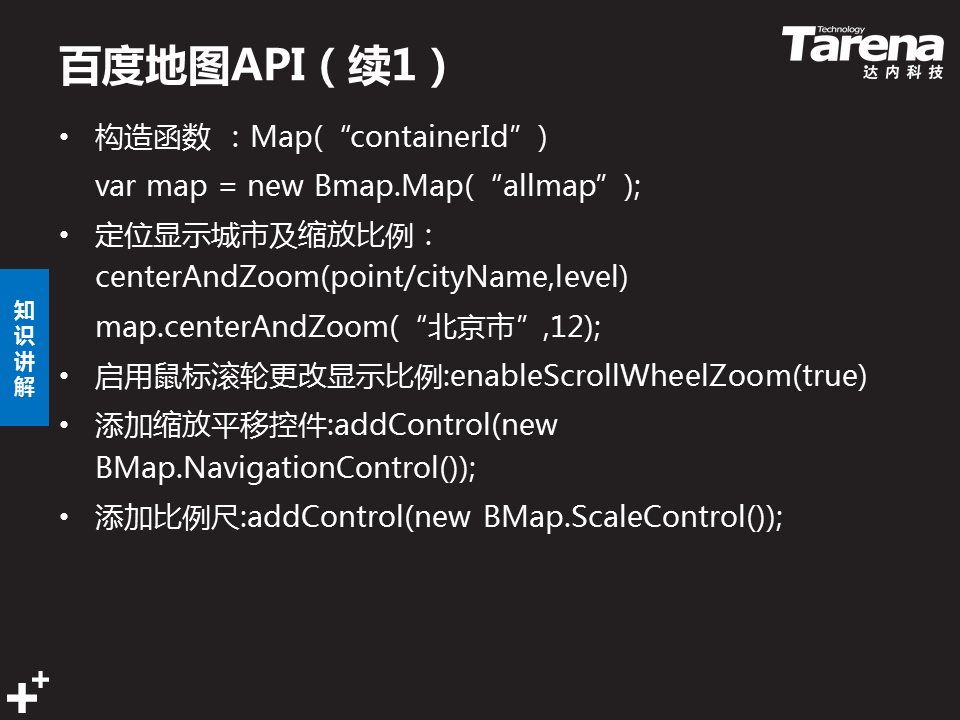 百度地图API（续1）
Technology
Tarena
达内科技
• 构造函数 ：Map(“containerId”)
var map = new Bmap.Map(“allmap”);
• 定位显示城市及缩放比例：
centerAndZoom(point/cityName,level)
map.centerAndZoom(“北京市”,12);
知识讲解
• 启用鼠标滚轮更改显示比例:enableScrollWheelZoom(true)
• 添加缩放平移控件:addControl(new
BMap.NavigationControl());
• 添加比例尺:addControl(new BMap.ScaleControl());